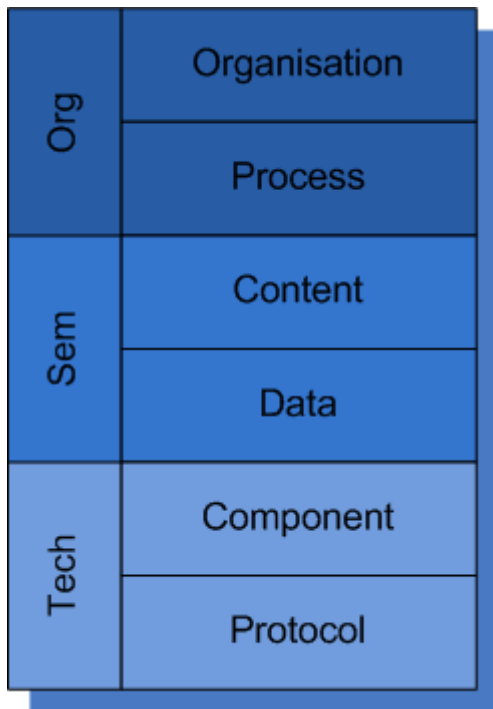 Org
Organisation
Process
Sem
Content
Data
Tech
Component
Protocol